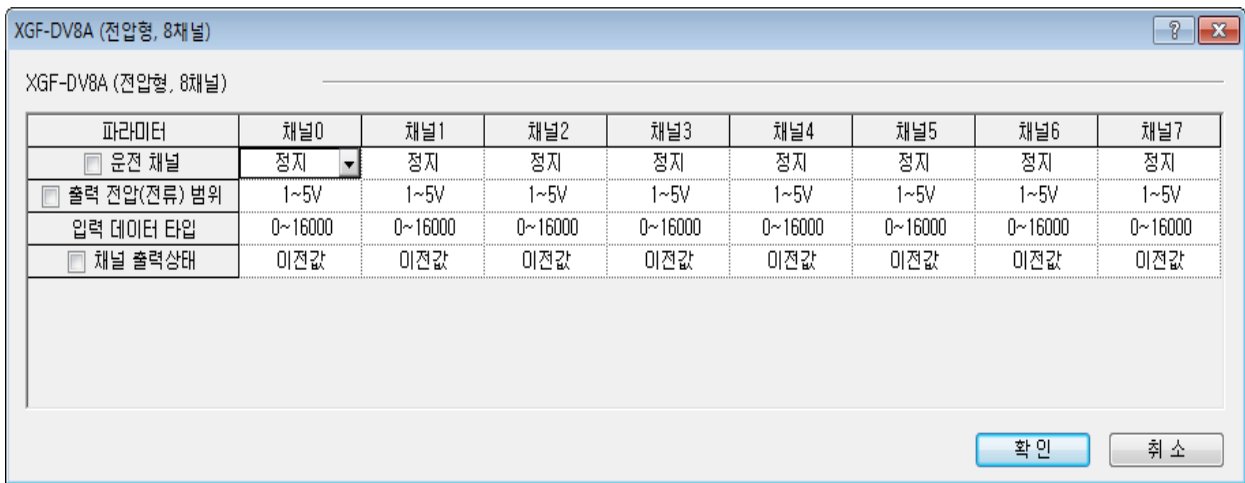 XGF-DV8A (전압형, 8채널)
XGF-DV8A (전압형, 8채널)
파라미터 채널0 채널1 채널2 채널3 채널4 채널5 채널6 채널7
운전 채널 정지 정지 정지 정지 정지 정지 정지 정지
출력 전압(전류) 범위 1~5V 1~5V 1~5V 1~5V 1~5V 1~5V 1~5V 1~5V
입력 데이터 타입 0~16000 0~16000 0~16000 0~16000 0~16000 0~16000 0~16000 0~16000
채널 출력상태 이전값 이전값 이전값 이전값 이전값 이전값 이전값 이전값
확 인 취 소